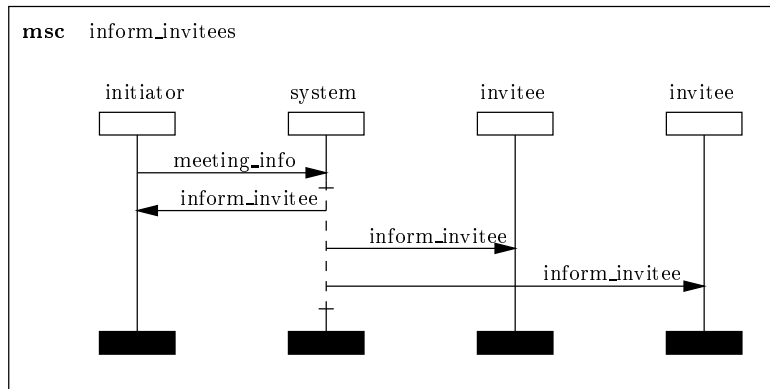 msc inform_invitees
initiator system invitee invitee
meeting_info
inform_invitee
inform_invitee
inform_invitee